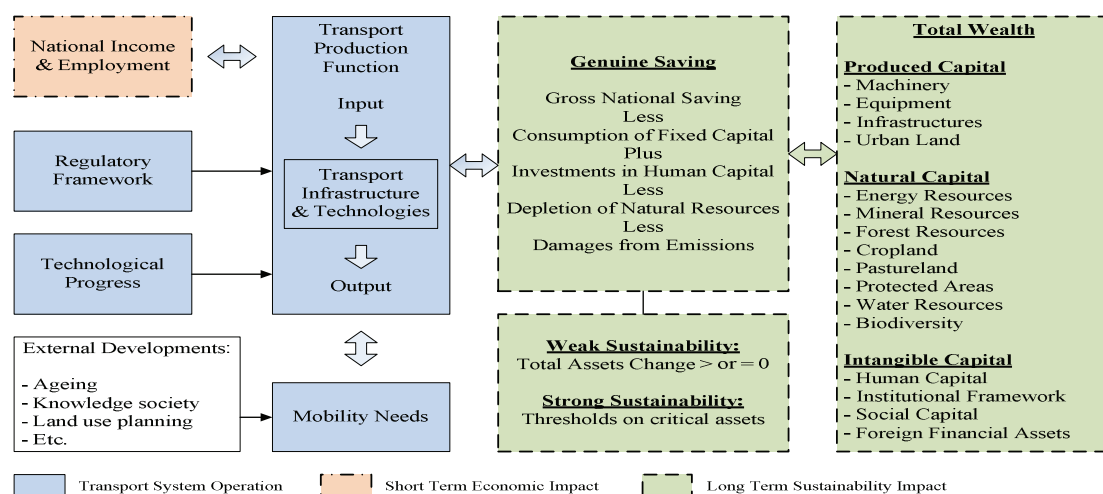 National Income
& Employment
Regulatory
Framework
Technological
Progress
External Developments:
- Ageing
- Knowledge society
- Land use planning
- Etc.
Transport
Production
Function
Input
Transport
Infrastructure
& Technologies
Output
Mobility Needs
Genuine Saving
Gross National Saving
Less
Consumption of Fixed Capital
Plus
Investments in Human Capital
Less
Depletion of Natural Resources
Less
Damages from Emissions
Weak Sustainability:
Total Assets Change > or = 0
Strong Sustainability:
Thresholds on critical assets
Total Wealth
Produced Capital
- Machinery
- Equipment
- Infrastructures
- Urban Land
Natural Capital
- Energy Resources
- Mineral Resources
- Forest Resources
- Cropland
- Pastureland
- Protected Areas
- Water Resources
- Biodiversity
Intangible Capital
- Human Capital
- Institutional Framework
- Social Capital
- Foreign Financial Assets
Transport System Operation
Short Term Economic Impact
Long Term Sustainability Impact